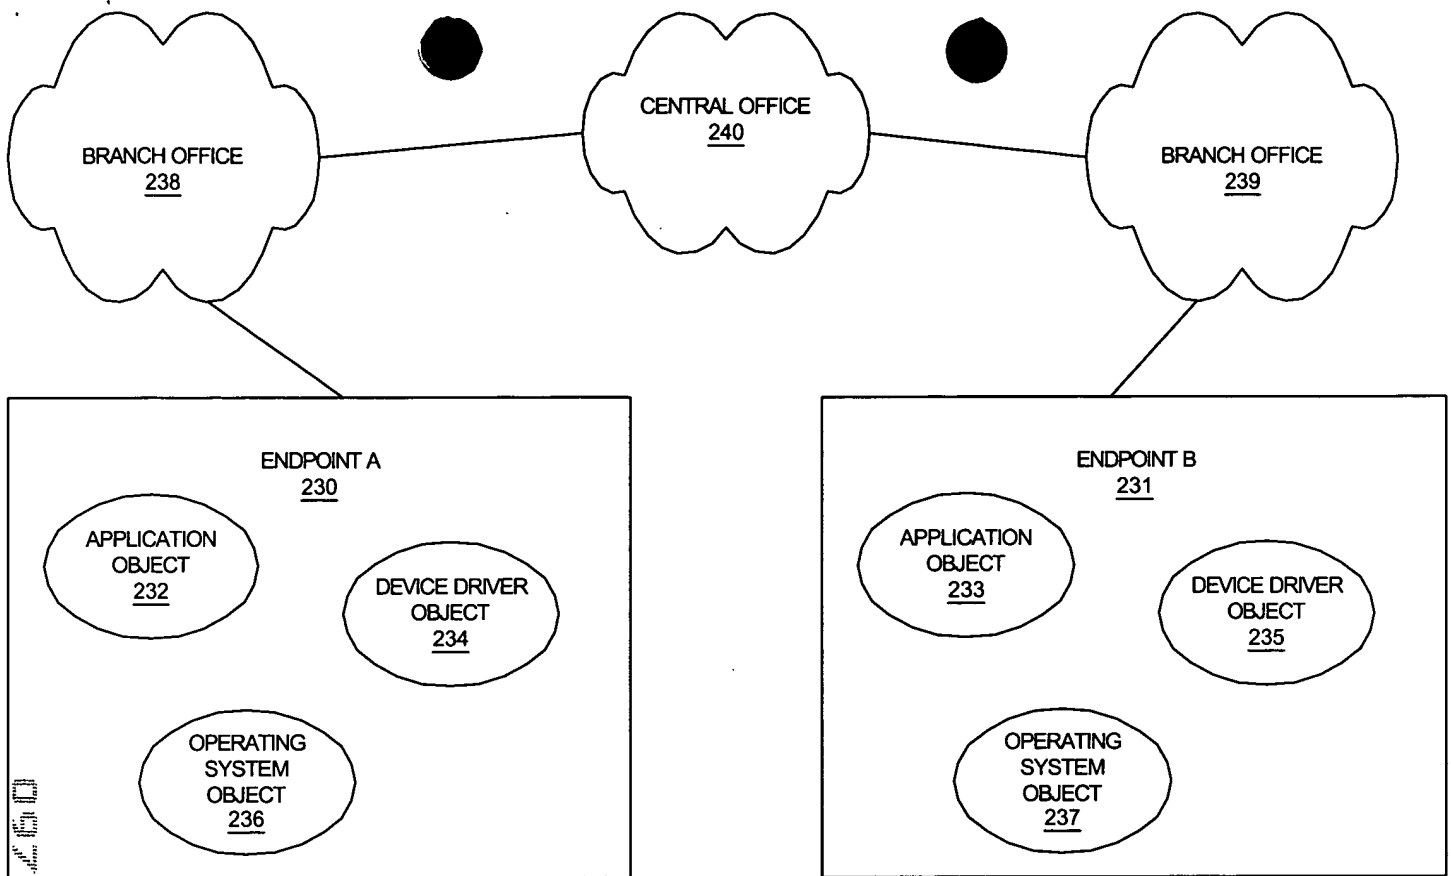 CENTRAL OFFICE
240
BRANCH OFFICE
238
BRANCH OFFICE
239
ENDPOINT A
230
APPLICATION
OBJECT
232
DEVICE DRIVER
OBJECT
234
OPERATING
SYSTEM
OBJECT
236
ENDPOINT B
231
APPLICATION
OBJECT
233
DEVICE DRIVER
OBJECT
235
OPERATING
SYSTEM
OBJECT
237